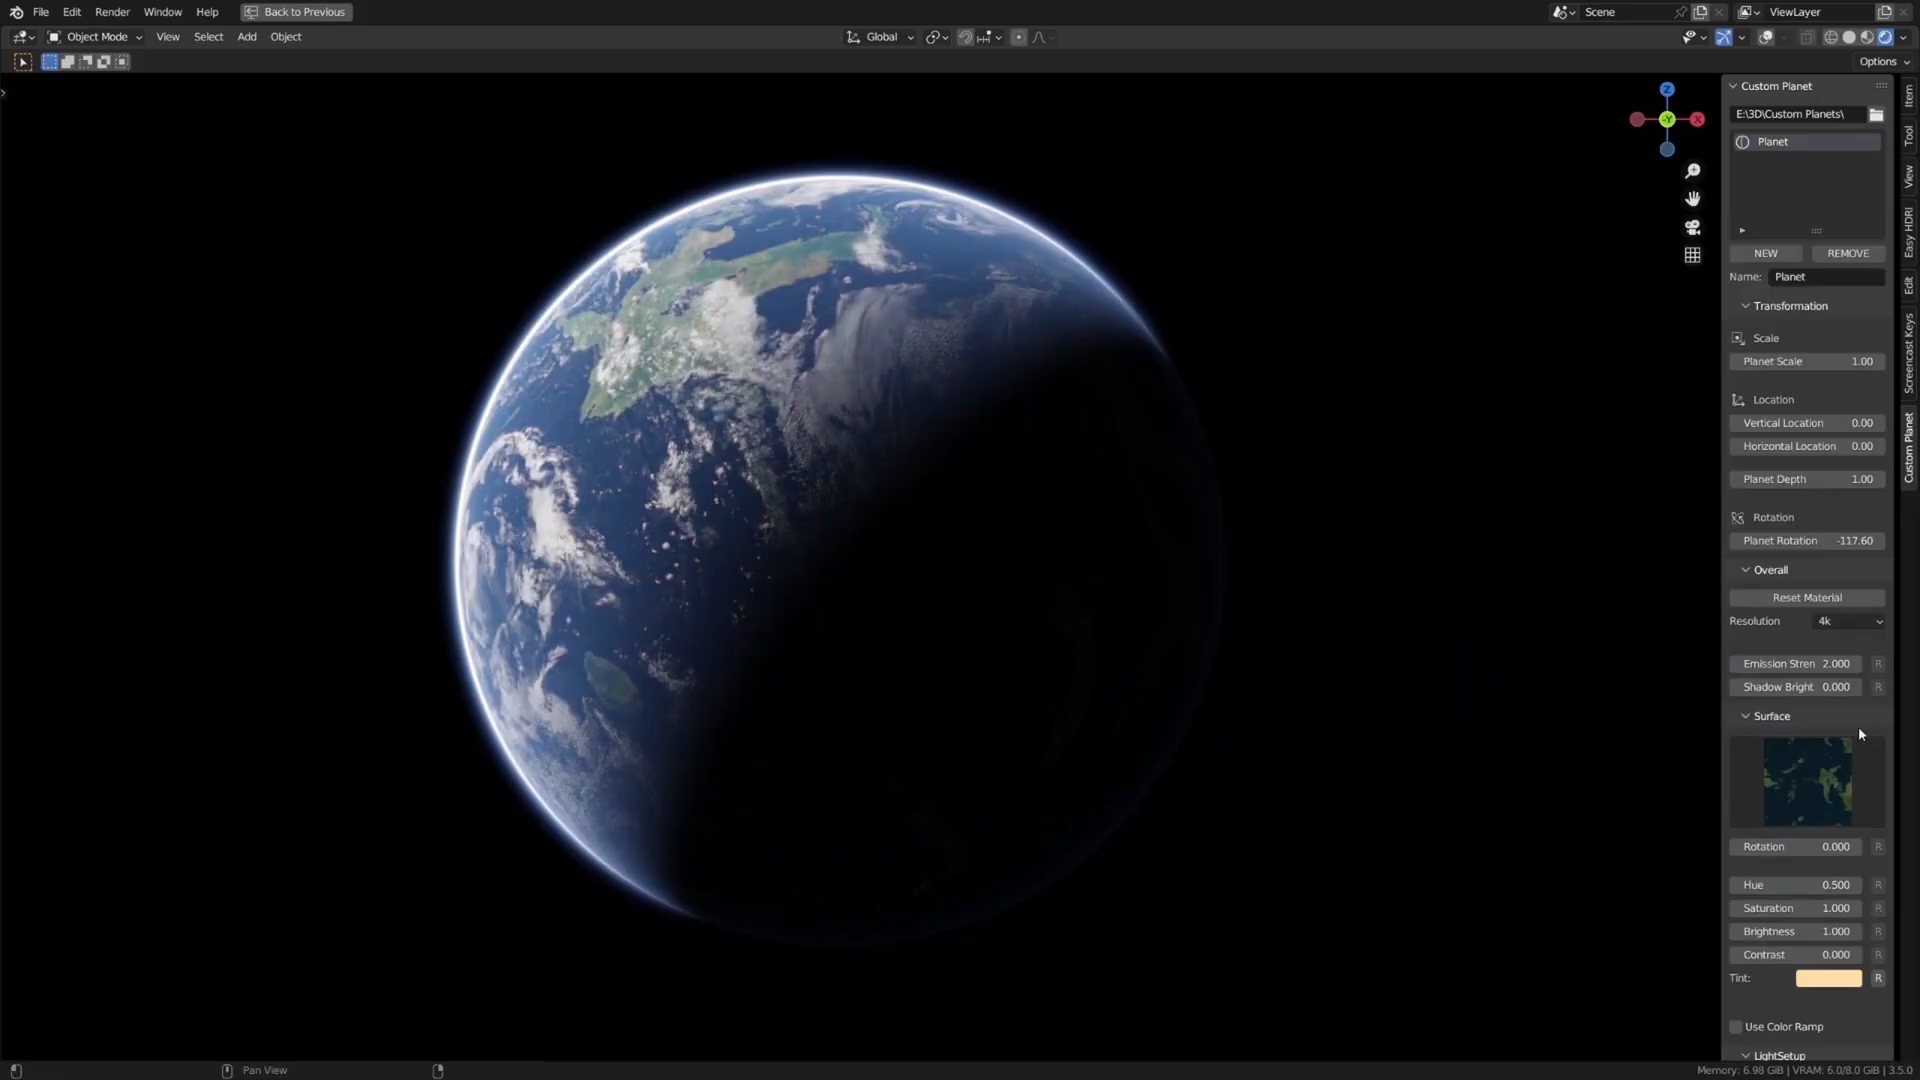 File Edit Render Window Help Back to Previous Scene ViewLayer
Object Mode View Select Add Object Global
Options
Custom Planet
E:\3D\Custom Planets\
Planet
NEW REMOVE
Name: Planet
Transformation
Scale
Planet Scale 1.00
Location
Vertical Location 0.00
Horizontal Location 0.00
Planet Depth 1.00
Rotation
Planet Rotation -117.60
Overall
Reset Material
Resolution 4k
Emission Stren 2.000 R
Shadow Bright 0.000 R
Surface
Rotation 0.000 R
Hue 0.500 R
Saturation 1.000 R
Brightness 1.000 R
Contrast 0.000 R
Tint: R
Use Color Ramp
LightSetup
Z
-Y
X
Item
Tool
View
Easy HDRI
Edit
Screencast Keys
Custom Planet
Pan View
Memory: 6.98 GiB | VRAM: 6.0/8.0 GiB | 3.5.0